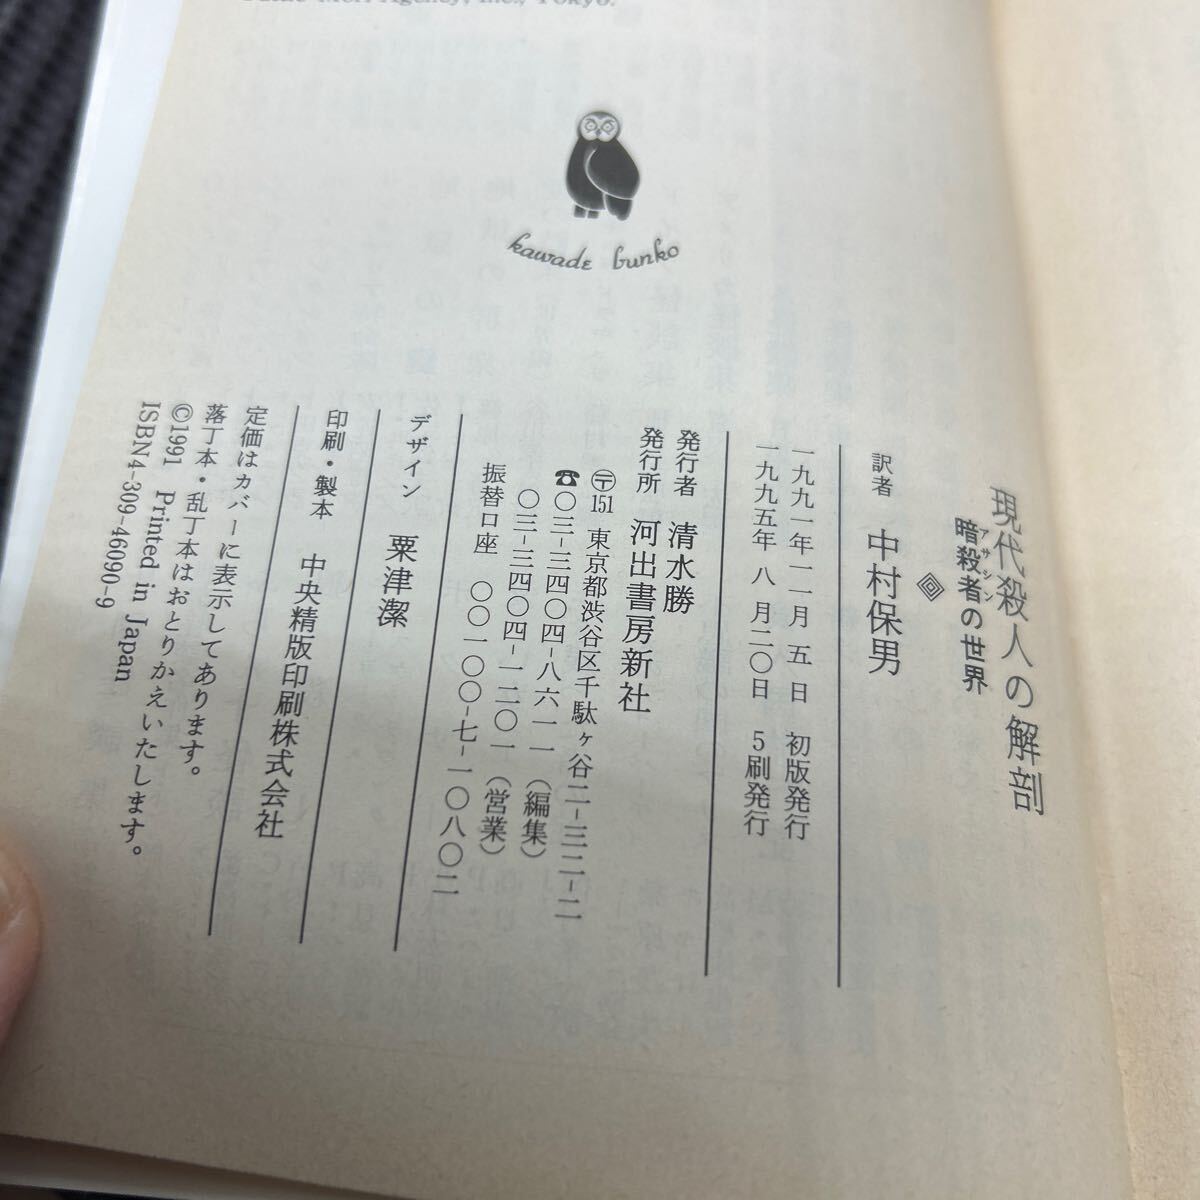 Agency, Inc., Tokyo.
kawade bunko
現代殺人の解剖
暗殺者の世界
アサシン
訳者 中村保男
一九九一年一一月五日 初版発行
一九九五年八月二〇日 5刷発行
発行者 清水勝
発行所 河出書房新社
〒151 東京都渋谷区千駄ヶ谷二-三二-二
☎〇三-三四〇四-八六一一（編集）
〇三-三四〇四-一二〇一（営業）
振替口座 〇〇一〇〇-七-一〇八〇二
デザイン 粟津潔
印刷・製本 中央精版印刷株式会社
定価はカバーに表示してあります。
落丁本・乱丁本はおとりかえいたします。
©1991 Printed in Japan
ISBN4-309-46090-9